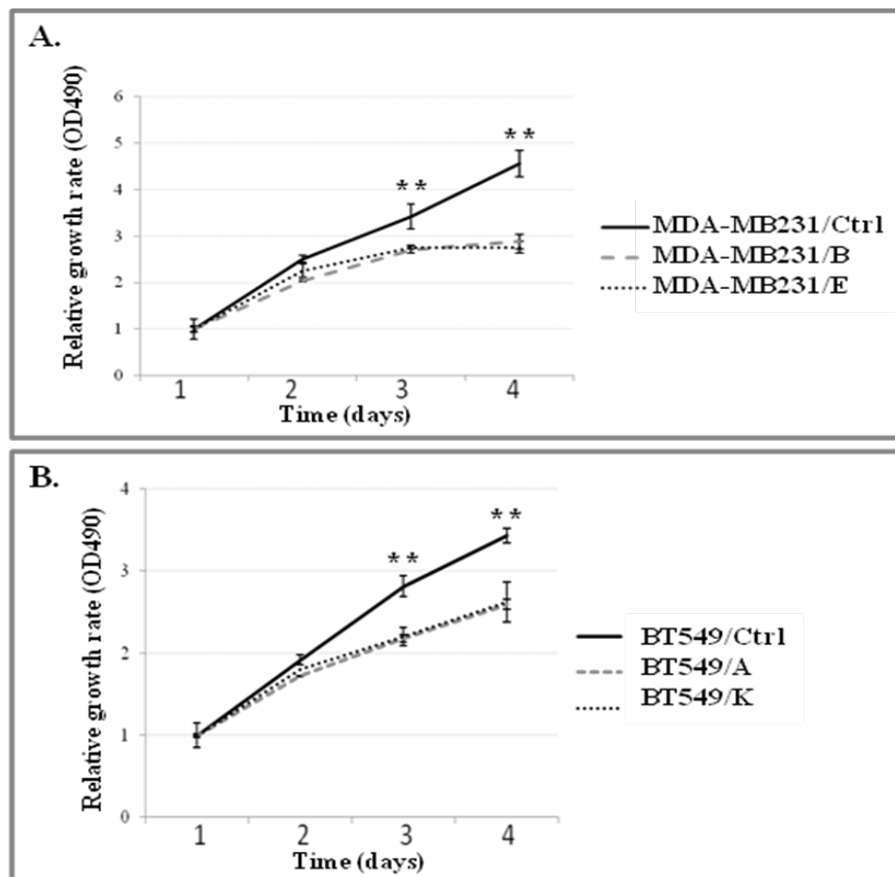 A.
Relative growth rate (OD490)
6
5
4
3
2
1
0
**
**
1 2 3 4
Time (days)
MDA-MB231/Ctrl
MDA-MB231/B
MDA-MB231/E
B.
Relative growth rate (OD490)
4
3
2
1
0
**
**
1 2 3 4
Time (days)
BT549/Ctrl
BT549/A
BT549/K